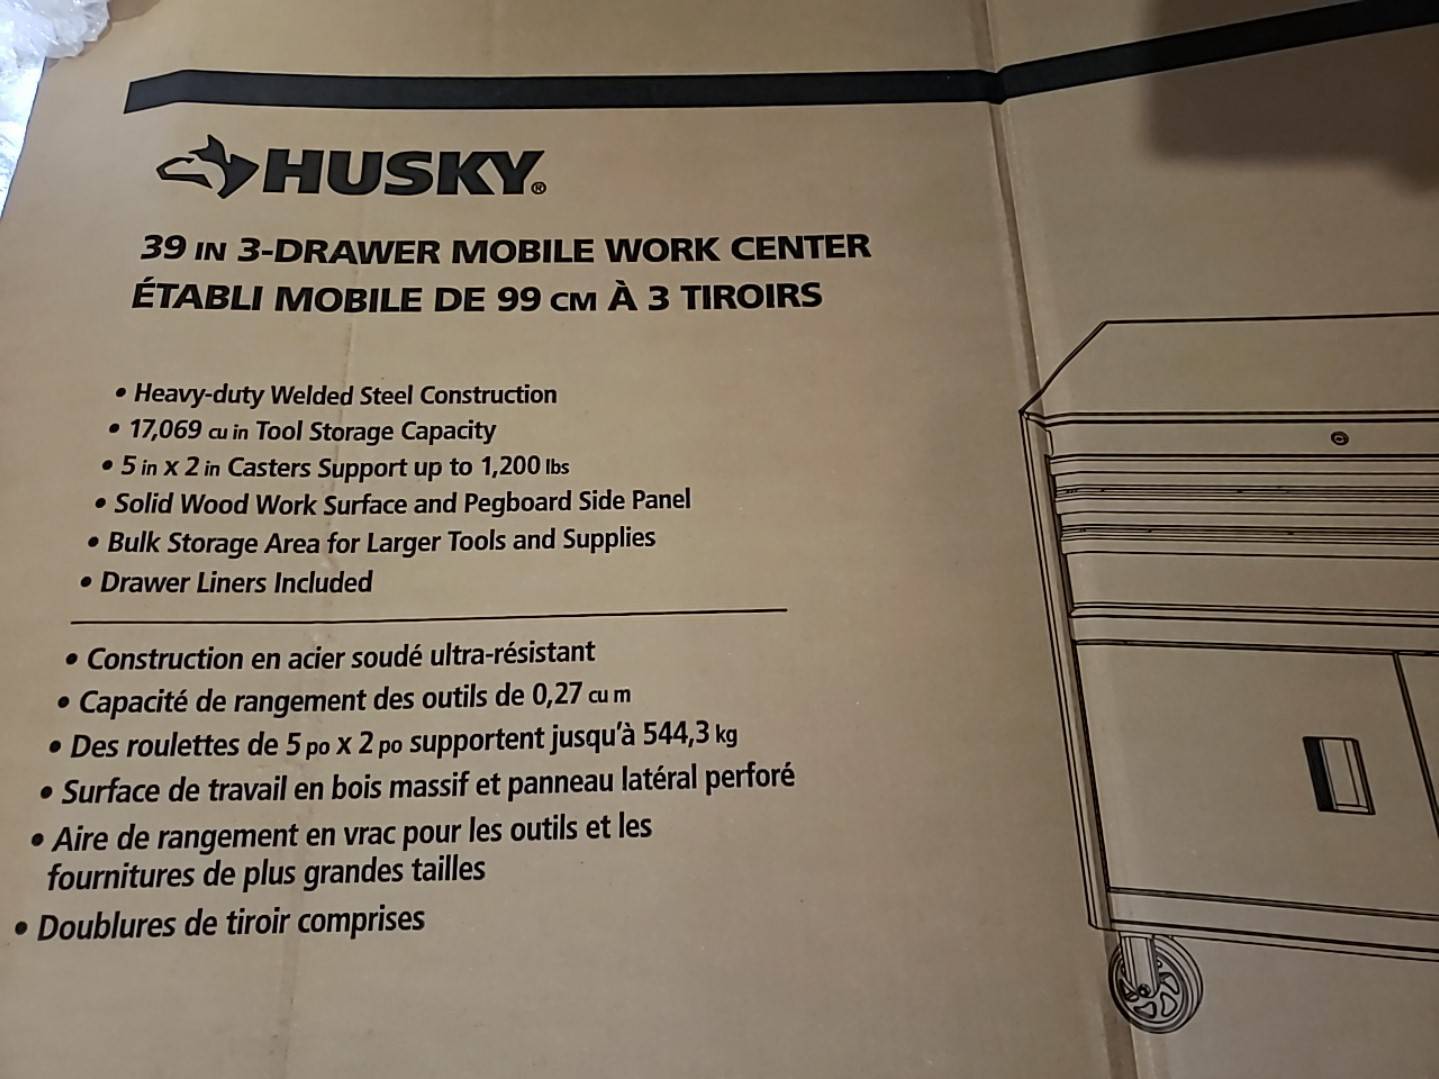 HUSKY®
39 IN 3-DRAWER MOBILE WORK CENTER
ÉTABLI MOBILE DE 99 CM À 3 TIROIRS
• Heavy-duty Welded Steel Construction
• 17,069 cu in Tool Storage Capacity
• 5 in x 2 in Casters Support up to 1,200 lbs
• Solid Wood Work Surface and Pegboard Side Panel
• Bulk Storage Area for Larger Tools and Supplies
• Drawer Liners Included
• Construction en acier soudé ultra-résistant
• Capacité de rangement des outils de 0,27 cu m
• Des roulettes de 5 po x 2 po supportent jusqu'à 544,3 kg
• Surface de travail en bois massif et panneau latéral perforé
• Aire de rangement en vrac pour les outils et les
fournitures de plus grandes tailles
• Doublures de tiroir comprises